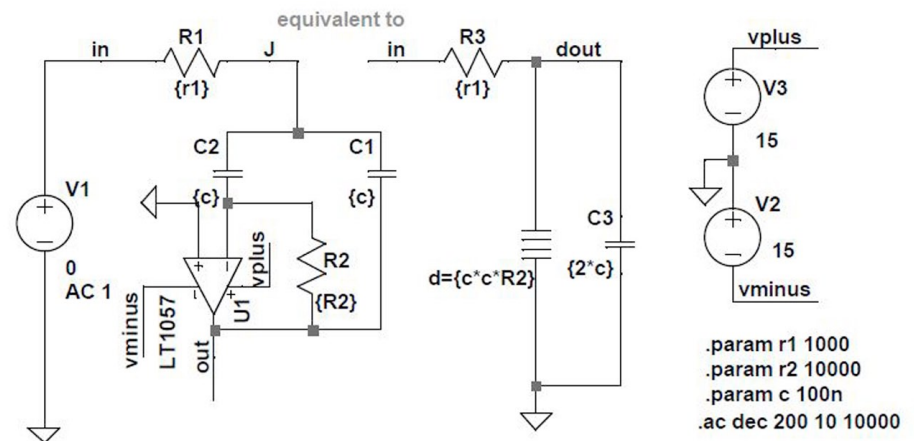 equivalent to
in
R1
J
{r1}
C2
C1
{c}
{c}
V1
0
AC 1
R2
{R2}
vplus
vminus
LT1057
U1
out
+
-
in
R3
dout
{r1}
C3
d={c*c*R2}
{2*c}
vplus
V3
15
V2
15
vminus
.param r1 1000
.param r2 10000
.param c 100n
.ac dec 200 10 10000